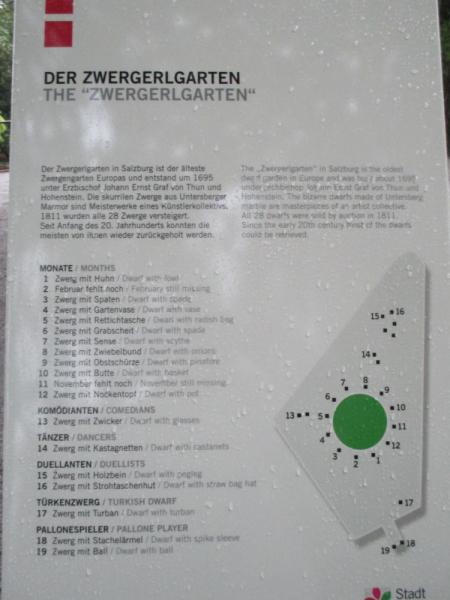 DER ZWERGERLGARTEN
THE "ZWERGERLGARTEN"
Der Zwergerlgarten in Salzburg ist der älteste
Zwergengarten Europas und entstand um 1695
unter Erzbischof Johann Ernst Graf von Thun und
Hohenstein. Die skurrilen Zwerge aus Untersberger
Marmor sind Meisterwerke eines Künstlerkollektivs.
1811 wurden alle 28 Zwerge versteigert.
Seit Anfang des 20. Jahrhunderts konnten die
meisten von ihnen wieder zurückgeholt werden.
The „Zwergerlgarten" in Salzburg is the oldest
dwarf garden in Europe and was built about 1695
under archbishop Johann Ernst Graf von Thun und
Hohenstein. The bizarre dwarfs made of Untersberg
marble are masterpieces of an artist collective.
All 28 dwarfs were sold by auction in 1811.
Since the early 20th century most of the dwarfs
could be retrieved.
MONATE / MONTHS
1 Zwerg mit Huhn / Dwarf with fowl
2 Februar fehlt noch / February still missing
3 Zwerg mit Spaten / Dwarf with spade
4 Zwerg mit Gartenvase / Dwarf with vase
5 Zwerg mit Rettichtasche / Dwarf with radish bag
6 Zwerg mit Grabscheit / Dwarf with spade
7 Zwerg mit Sense / Dwarf with scythe
8 Zwerg mit Zwiebelbund / Dwarf with onions
9 Zwerg mit Obstschürze / Dwarf with pinafore
10 Zwerg mit Butte / Dwarf with basket
11 November fehlt noch / November still missing
12 Zwerg mit Nockentopf / Dwarf with pot
KOMÖDIANTEN / COMEDIANS
13 Zwerg mit Zwicker / Dwarf with glasses
TÄNZER / DANCERS
14 Zwerg mit Kastagnetten / Dwarf with castanets
DUELLANTEN / DUELLISTS
15 Zwerg mit Holzbein / Dwarf with pegleg
16 Zwerg mit Strohtaschenhut / Dwarf with straw bag hat
TÜRKENZWERG / TURKISH DWARF
17 Zwerg mit Turban / Dwarf with turban
PALLONESPIELER / PALLONE PLAYER
18 Zwerg mit Stachelärmel / Dwarf with spike sleeve
19 Zwerg mit Ball / Dwarf with ball
15 16
14
7 8 9
6 10
13 5 11
4 12
3 2 1
17
19 18
Stadt